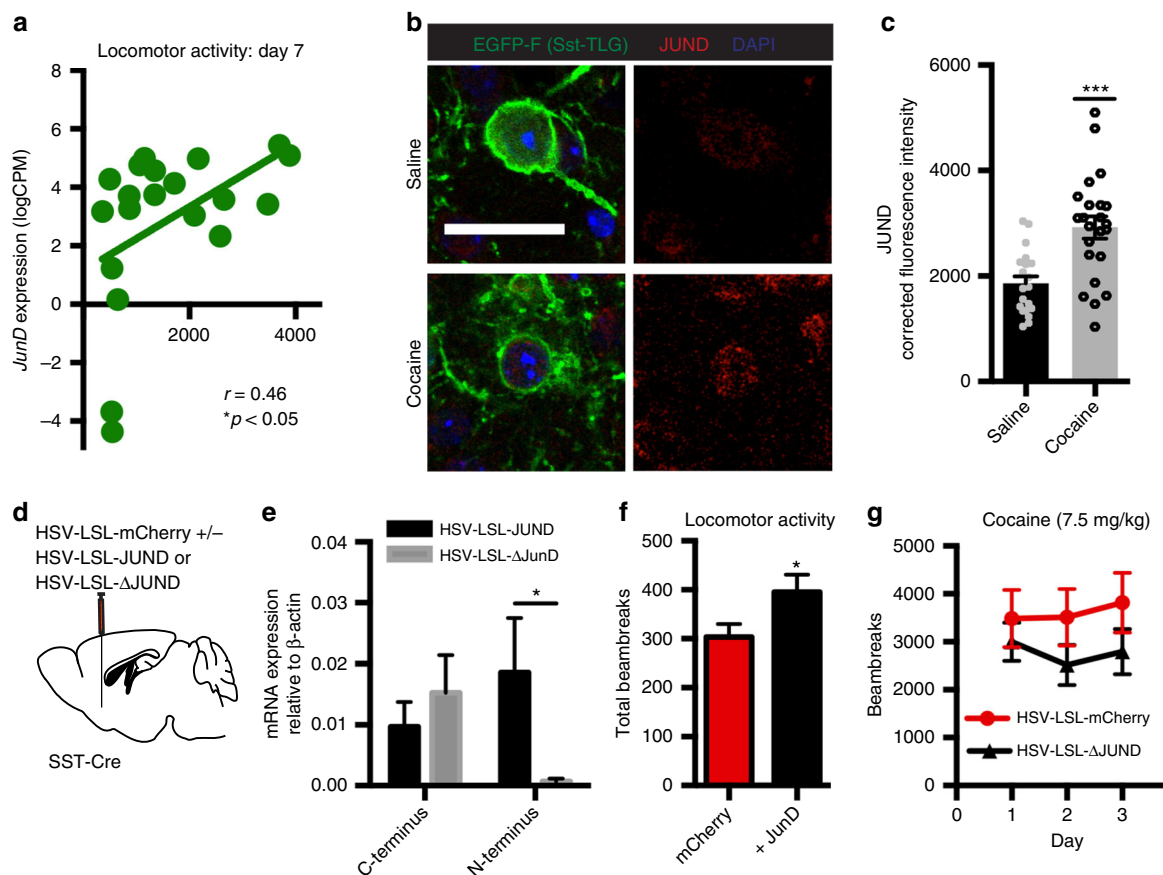 a
Locomotor activity: day 7
JunD expression (logCPM)
8
6
4
2
0
–2
–4
2000
4000
r = 0.46
*p < 0.05
b
EGFP-F (Sst-TLG) JUND DAPI
Saline
Cocaine
c
JUND
corrected fluorescence intensity
6000
4000
2000
0
***
Saline
Cocaine
d
HSV-LSL-mCherry +/–
HSV-LSL-JUND or
HSV-LSL-ΔJUND
SST-Cre
e
HSV-LSL-JUND
HSV-LSL-ΔJunD
mRNA expression
relative to β-actin
0.04
0.03
0.02
0.01
0.00
*
C-terminus
N-terminus
f
Locomotor activity
Total beambreaks
500
400
300
200
100
0
*
mCherry
+ JunD
g
Cocaine (7.5 mg/kg)
Beambreaks
5000
4000
3000
2000
1000
0
HSV-LSL-mCherry
HSV-LSL-ΔJUND
0 1 2 3
Day